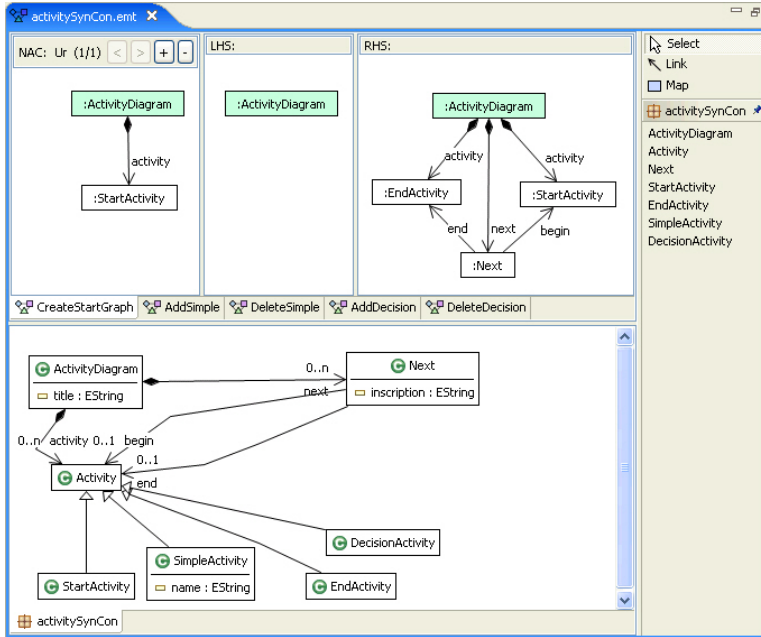 activitySynCon.emt
NAC: Ur (1/1) < > + -
LHS:
RHS:
:ActivityDiagram
activity
:StartActivity
:ActivityDiagram
:ActivityDiagram
activity
activity
:EndActivity
:StartActivity
end
next
begin
:Next
CreateStartGraph
AddSimple
DeleteSimple
AddDecision
DeleteDecision
Select
Link
Map
activitySynCon
ActivityDiagram
Activity
Next
StartActivity
EndActivity
SimpleActivity
DecisionActivity
C ActivityDiagram
title : EString
0..n
next
C Next
inscription : EString
0..n activity
0..1 begin
0..1
end
C Activity
C DecisionActivity
C SimpleActivity
name : EString
C StartActivity
C EndActivity
activitySynCon